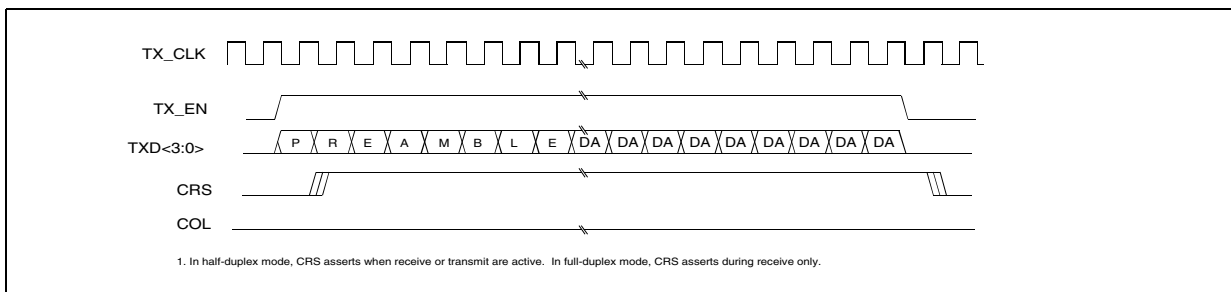 TX_CLK
TX_EN
TXD<3:0> P R E A M B L E DA DA DA DA DA DA DA DA DA
CRS
COL
1. In half-duplex mode, CRS asserts when receive or transmit are active. In full-duplex mode, CRS asserts during receive only.